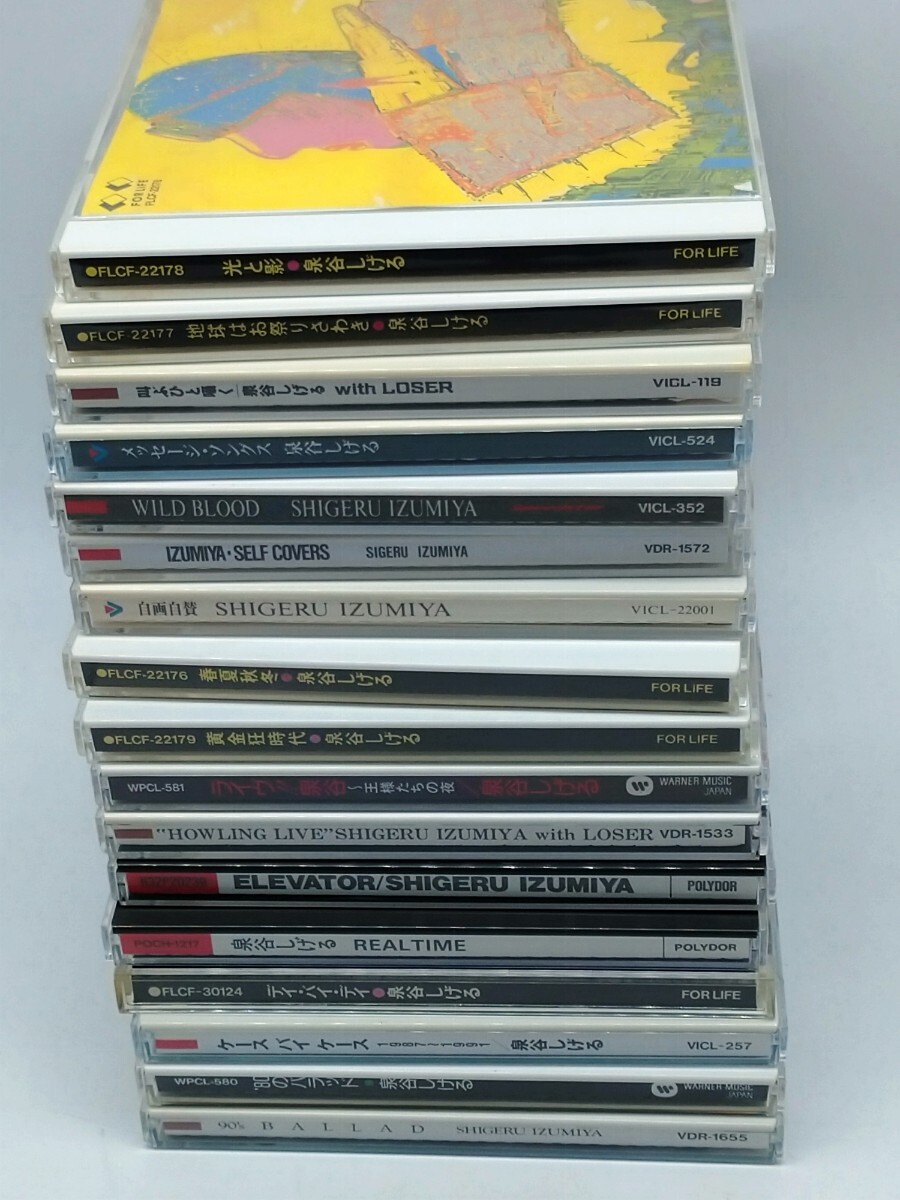 FOR LIFE
FLCF-22178
●FLCF-22178 光と影●泉谷しげる FOR LIFE
●FLCF-22177 地球はお祭りさわぎ●泉谷しげる FOR LIFE
叫ぶひと囁く 泉谷しげる with LOSER VICL-119
メッセージ・ソングス 泉谷しげる VICL-524
WILD BLOOD SHIGERU IZUMIYA VICL-352
IZUMIYA・SELF COVERS SIGERU IZUMIYA VDR-1572
自画自賛 SHIGERU IZUMIYA VICL-22001
●FLCF-22176 春夏秋冬●泉谷しげる FOR LIFE
●FLCF-22179 黄金狂時代●泉谷しげる FOR LIFE
WPCL-581 ライヴ!! 泉谷〜王様たちの夜/泉谷しげる WARNER MUSIC JAPAN
"HOWLING LIVE" SHIGERU IZUMIYA with LOSER VDR-1533
ELEVATOR/SHIGERU IZUMIYA POLYDOR
POCH-1217 泉谷しげる REALTIME POLYDOR
●FLCF-30124 デイ・バイ・デイ●泉谷しげる FOR LIFE
ケース バイ ケース 1987〜1991 泉谷しげる VICL-257
WPCL-580 '80のバラッド・泉谷しげる WARNER MUSIC JAPAN
90's BALLAD SHIGERU IZUMIYA VDR-1655